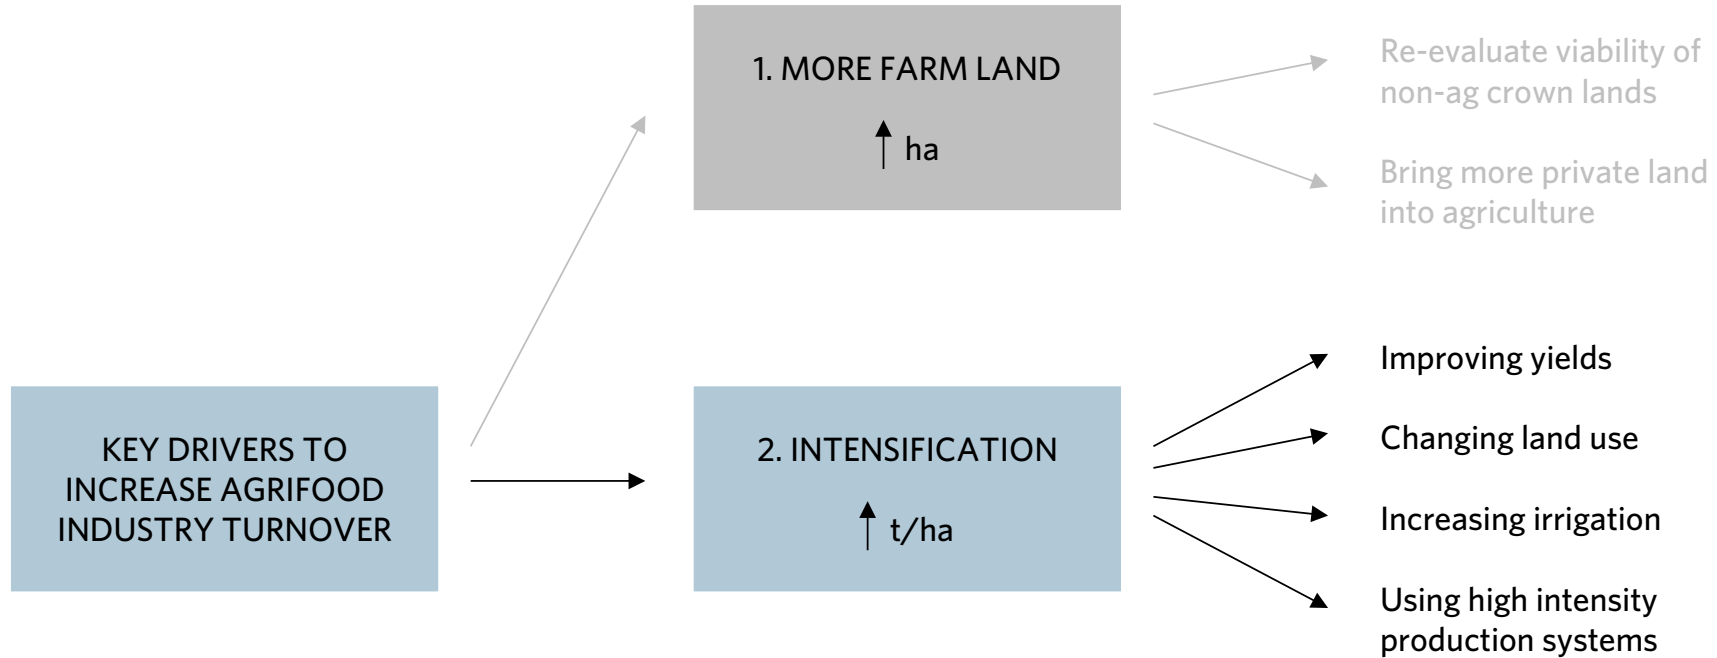 1. MORE FARM LAND
↑ ha
Re-evaluate viability of
non-ag crown lands
Bring more private land
into agriculture
KEY DRIVERS TO
INCREASE AGRIFOOD
INDUSTRY TURNOVER
2. INTENSIFICATION
↑ t/ha
Improving yields
Changing land use
Increasing irrigation
Using high intensity
production systems